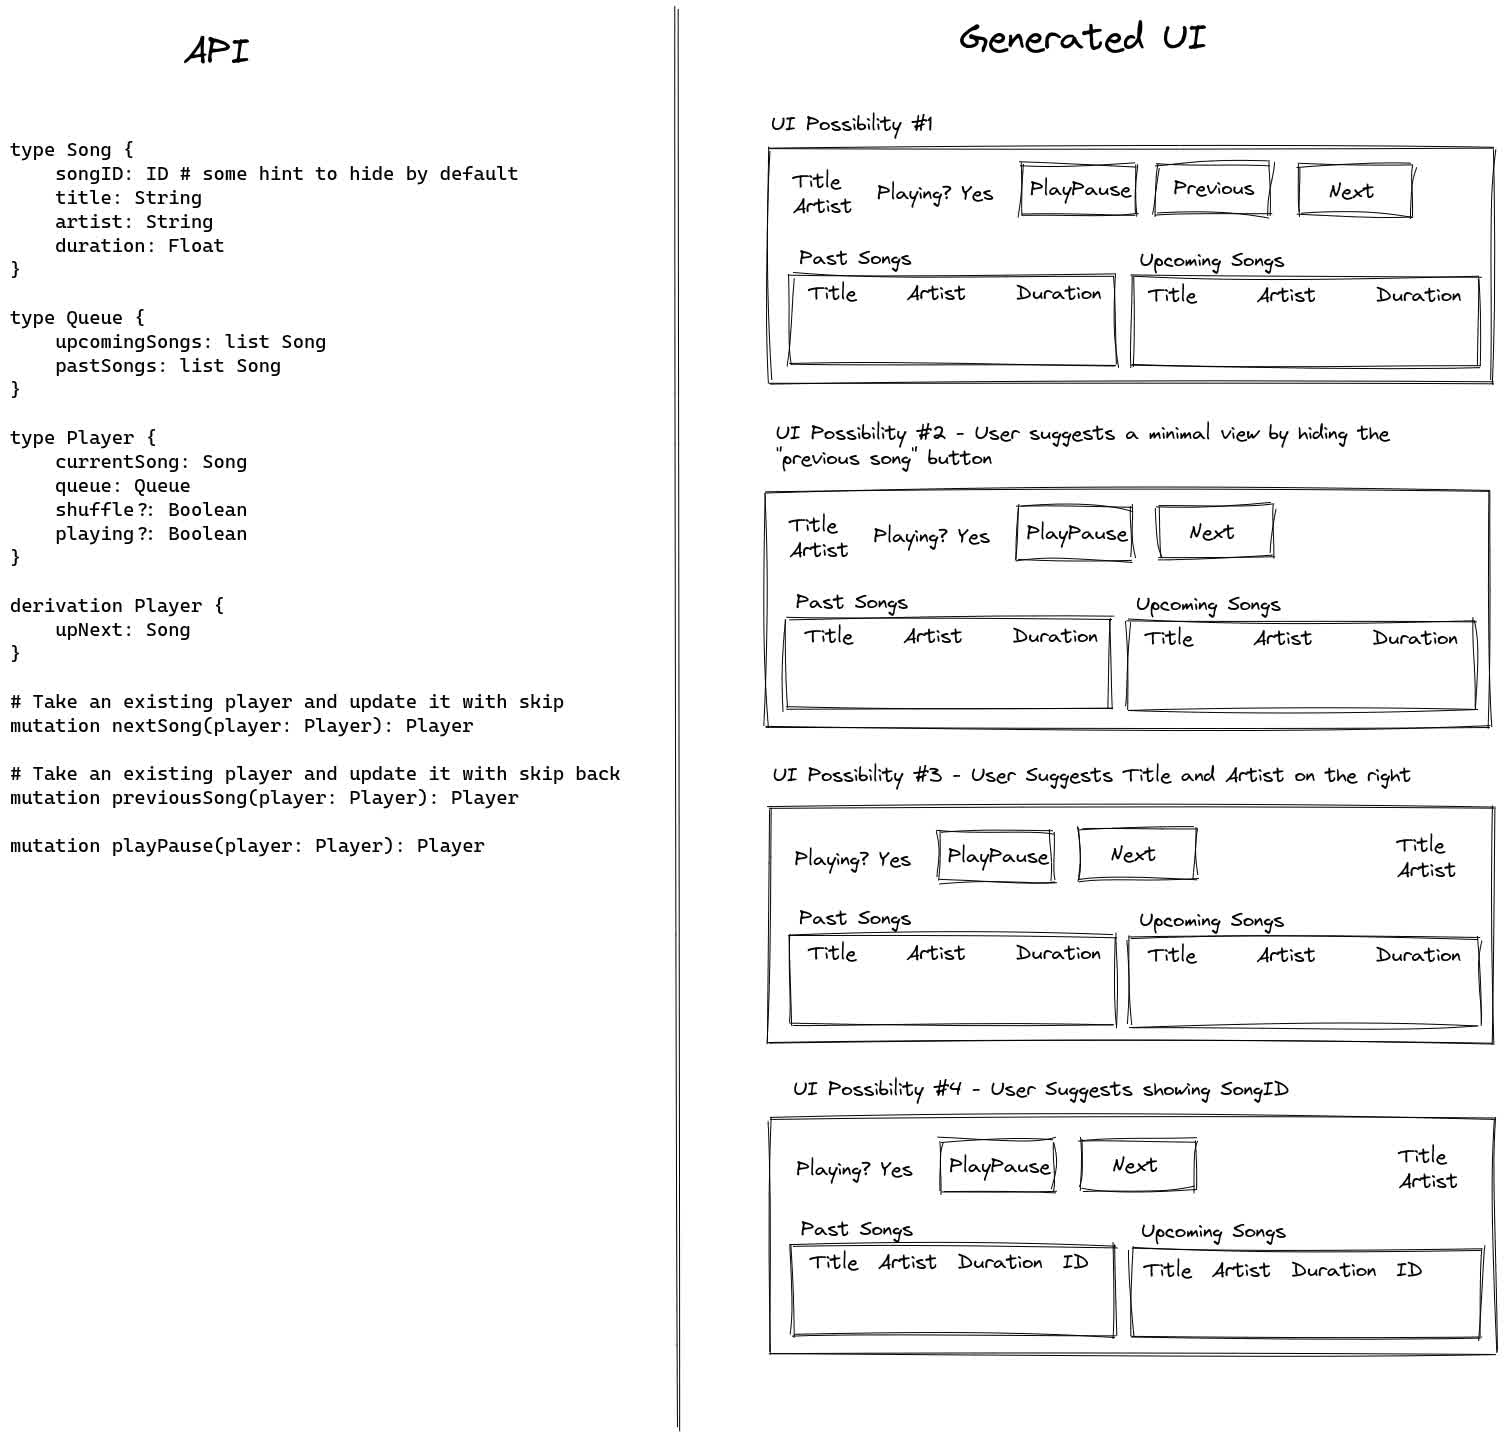 API
type Song {
    songID: ID # some hint to hide by default
    title: String
    artist: String
    duration: Float
}
type Queue {
    upcomingSongs: list Song
    pastSongs: list Song
}
type Player {
    currentSong: Song
    queue: Queue
    shuffle?: Boolean
    playing?: Boolean
}
derivation Player {
    upNext: Song
}
# Take an existing player and update it with skip
mutation nextSong(player: Player): Player
# Take an existing player and update it with skip back
mutation previousSong(player: Player): Player
mutation playPause(player: Player): Player
Generated UI
UI Possibility #1
Title
Artist
Playing? Yes
PlayPause
Previous
Next
Past Songs
Title Artist Duration
Upcoming Songs
Title Artist Duration
UI Possibility #2 - User suggests a minimal view by hiding the
"previous song" button
Title
Artist
Playing? Yes
PlayPause
Next
Past Songs
Title Artist Duration
Upcoming Songs
Title Artist Duration
UI Possibility #3 - User Suggests Title and Artist on the right
Playing? Yes
PlayPause
Next
Title
Artist
Past Songs
Title Artist Duration
Upcoming Songs
Title Artist Duration
UI Possibility #4 - User Suggests showing SongID
Playing? Yes
PlayPause
Next
Title
Artist
Past Songs
Title Artist Duration ID
Upcoming Songs
Title Artist Duration ID